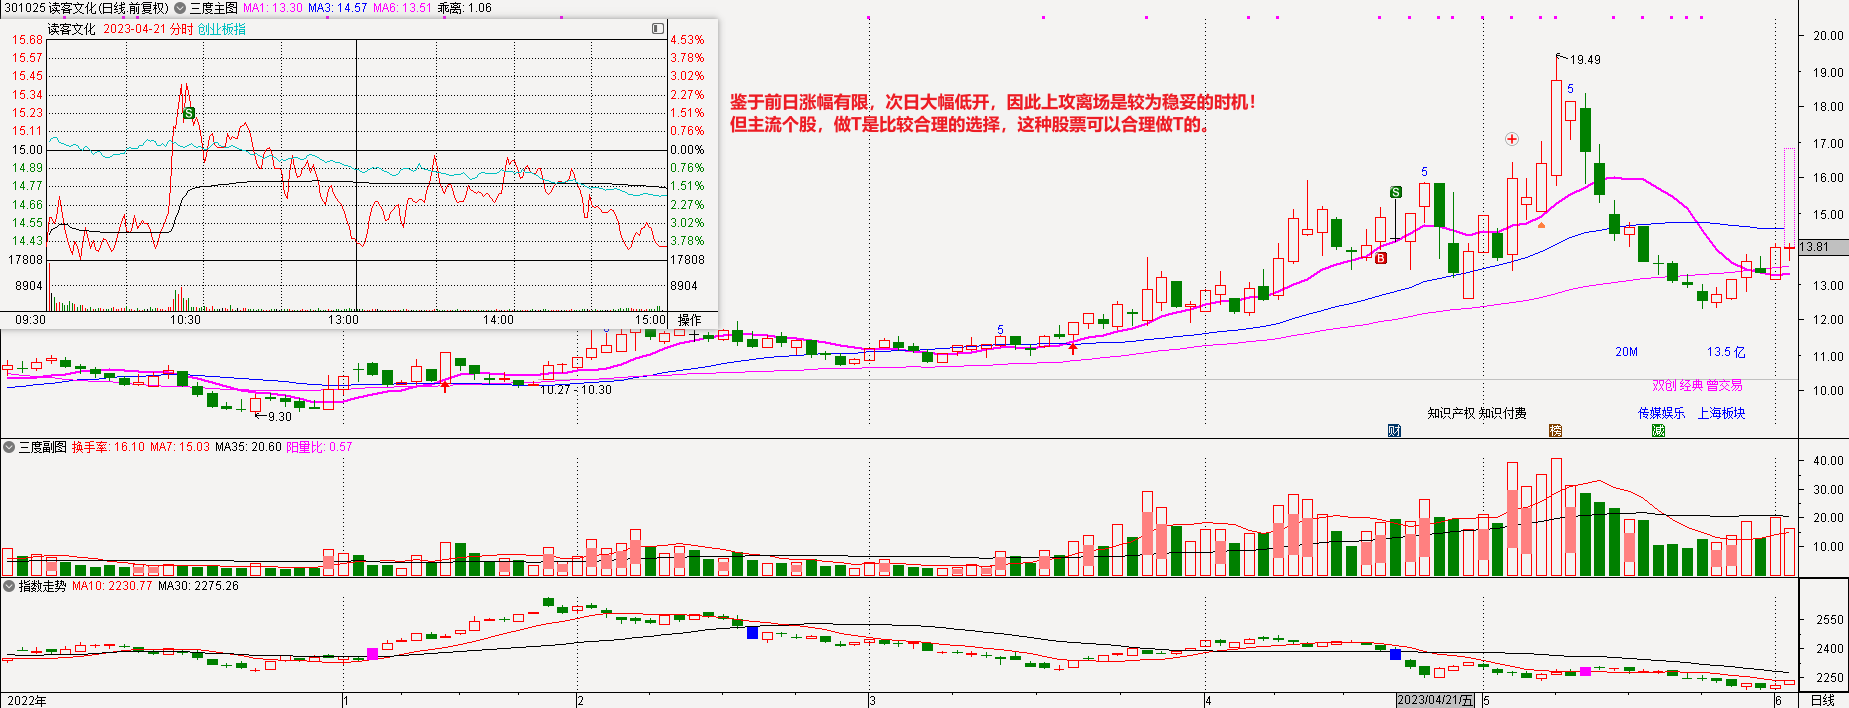 301025 读客文化(日线.前复权) 三度主图 MA1: 13.30 MA3: 14.57 MA6: 13.51 乖离: 1.06
读客文化 2023-04-21 分时 创业板指
15.68 4.53%
15.57 3.78%
15.45 3.02%
15.34 2.27%
15.23 1.51%
15.11 0.76%
15.00 0.00%
14.89 0.76%
14.77 1.51%
14.66 2.27%
14.55 3.02%
14.43 3.78%
17808 17808
8904 8904
09:30 10:30 13:00 14:00 15:00 操作
S
鉴于前日涨幅有限，次日大幅低开，因此上攻离场是较为稳妥的时机！
但主流个股，做T是比较合理的选择，这种股票可以合理做T的。
19.49
5
5
S
B
5
20.00
19.00
18.00
17.00
16.00
15.00
13.81
13.00
12.00
11.00
10.00
20M 13.5亿
10.27 - 10.30
9.30
双创 经典 曾交易
知识产权 知识付费 传媒娱乐 上海板块
财 榜 减
三度副图 换手率: 16.10 MA7: 15.03 MA35: 20.60 阳量比: 0.57
40.00
30.00
20.00
10.00
指数走势 MA10: 2230.77 MA30: 2275.26
2550
2400
2250
2022年 1 2 3 4 2023/04/21/五 5 6 日线